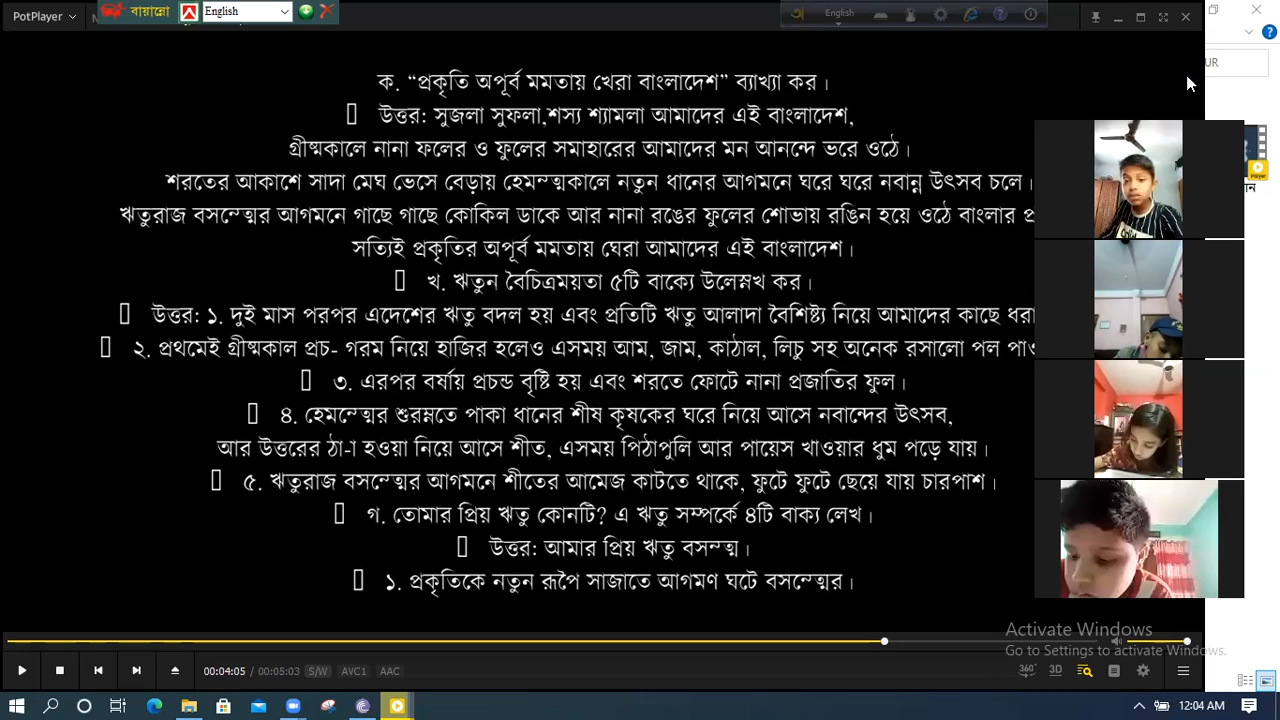 PotPlayer
বায়ান্নো
English
English
UR
ক. “প্রকৃতি অপূর্ব মমতায় খেরা বাংলাদেশ” ব্যাখ্যা কর।
উত্তর: সুজলা সুফলা,শস্য শ্যামলা আমাদের এই বাংলাদেশ,
গ্রীষ্মকালে নানা ফলের ও ফুলের সমাহারের আমাদের মন আনন্দে ভরে ওঠে।
শরতের আকাশে সাদা মেঘ ভেসে বেড়ায় হেমন্তকালে নতুন ধানের আগমনে ঘরে ঘরে নবান্ন উৎসব চলে।
ঋতুরাজ বসন্ত্মের আগমনে গাছে গাছে কোকিল ডাকে আর নানা রঙের ফুলের শোভায় রঙিন হয়ে ওঠে বাংলার
সত্যিই প্রকৃতির অপূর্ব মমতায় ঘেরা আমাদের এই বাংলাদেশ।
খ. ঋতুন বৈচিত্রময়তা ৫টি বাক্যে উলেস্নখ কর।
উত্তর: ১. দুই মাস পরপর এদেশের ঋতু বদল হয় এবং প্রতিটি ঋতু আলাদা বৈশিষ্ট্য নিয়ে আমাদের কাছে ধরা
২. প্রথমেই গ্রীষ্মকাল প্রচ- গরম নিয়ে হাজির হলেও এসময় আম, জাম, কাঠাল, লিচু সহ অনেক রসালো পল
৩. এরপর বর্ষায় প্রচন্ড বৃষ্টি হয় এবং শরতে ফোটে নানা প্রজাতির ফুল।
৪. হেমন্ত্মের শুরন্নতে পাকা ধানের শীষ কৃষকের ঘরে নিয়ে আসে নবান্দের উৎসব,
আর উত্তরের ঠা-া হওয়া নিয়ে আসে শীত, এসময় পিঠাপুলি আর পায়েস খাওয়ার ধুম পড়ে যায়।
৫. ঋতুরাজ বসন্ত্মের আগমনে শীতের আমেজ কাটতে থাকে, ফুটে ফুটে ছেয়ে যায় চারপাশ।
গ. তোমার প্রিয় ঋতু কোনটি? এ ঋতু সম্পর্কে ৪টি বাক্য লেখ।
উত্তর: আমার প্রিয় ঋতু বসন্ত্ম।
১. প্রকৃতিকে নতুন রূপৈ সাজাতে আগমণ ঘটে বসন্ত্মের।
Activate Windows
Go to Settings to activate Windows.
00:04:05 / 00:05:03 S/W AVC1 AAC
360° 3D
12:04 AM